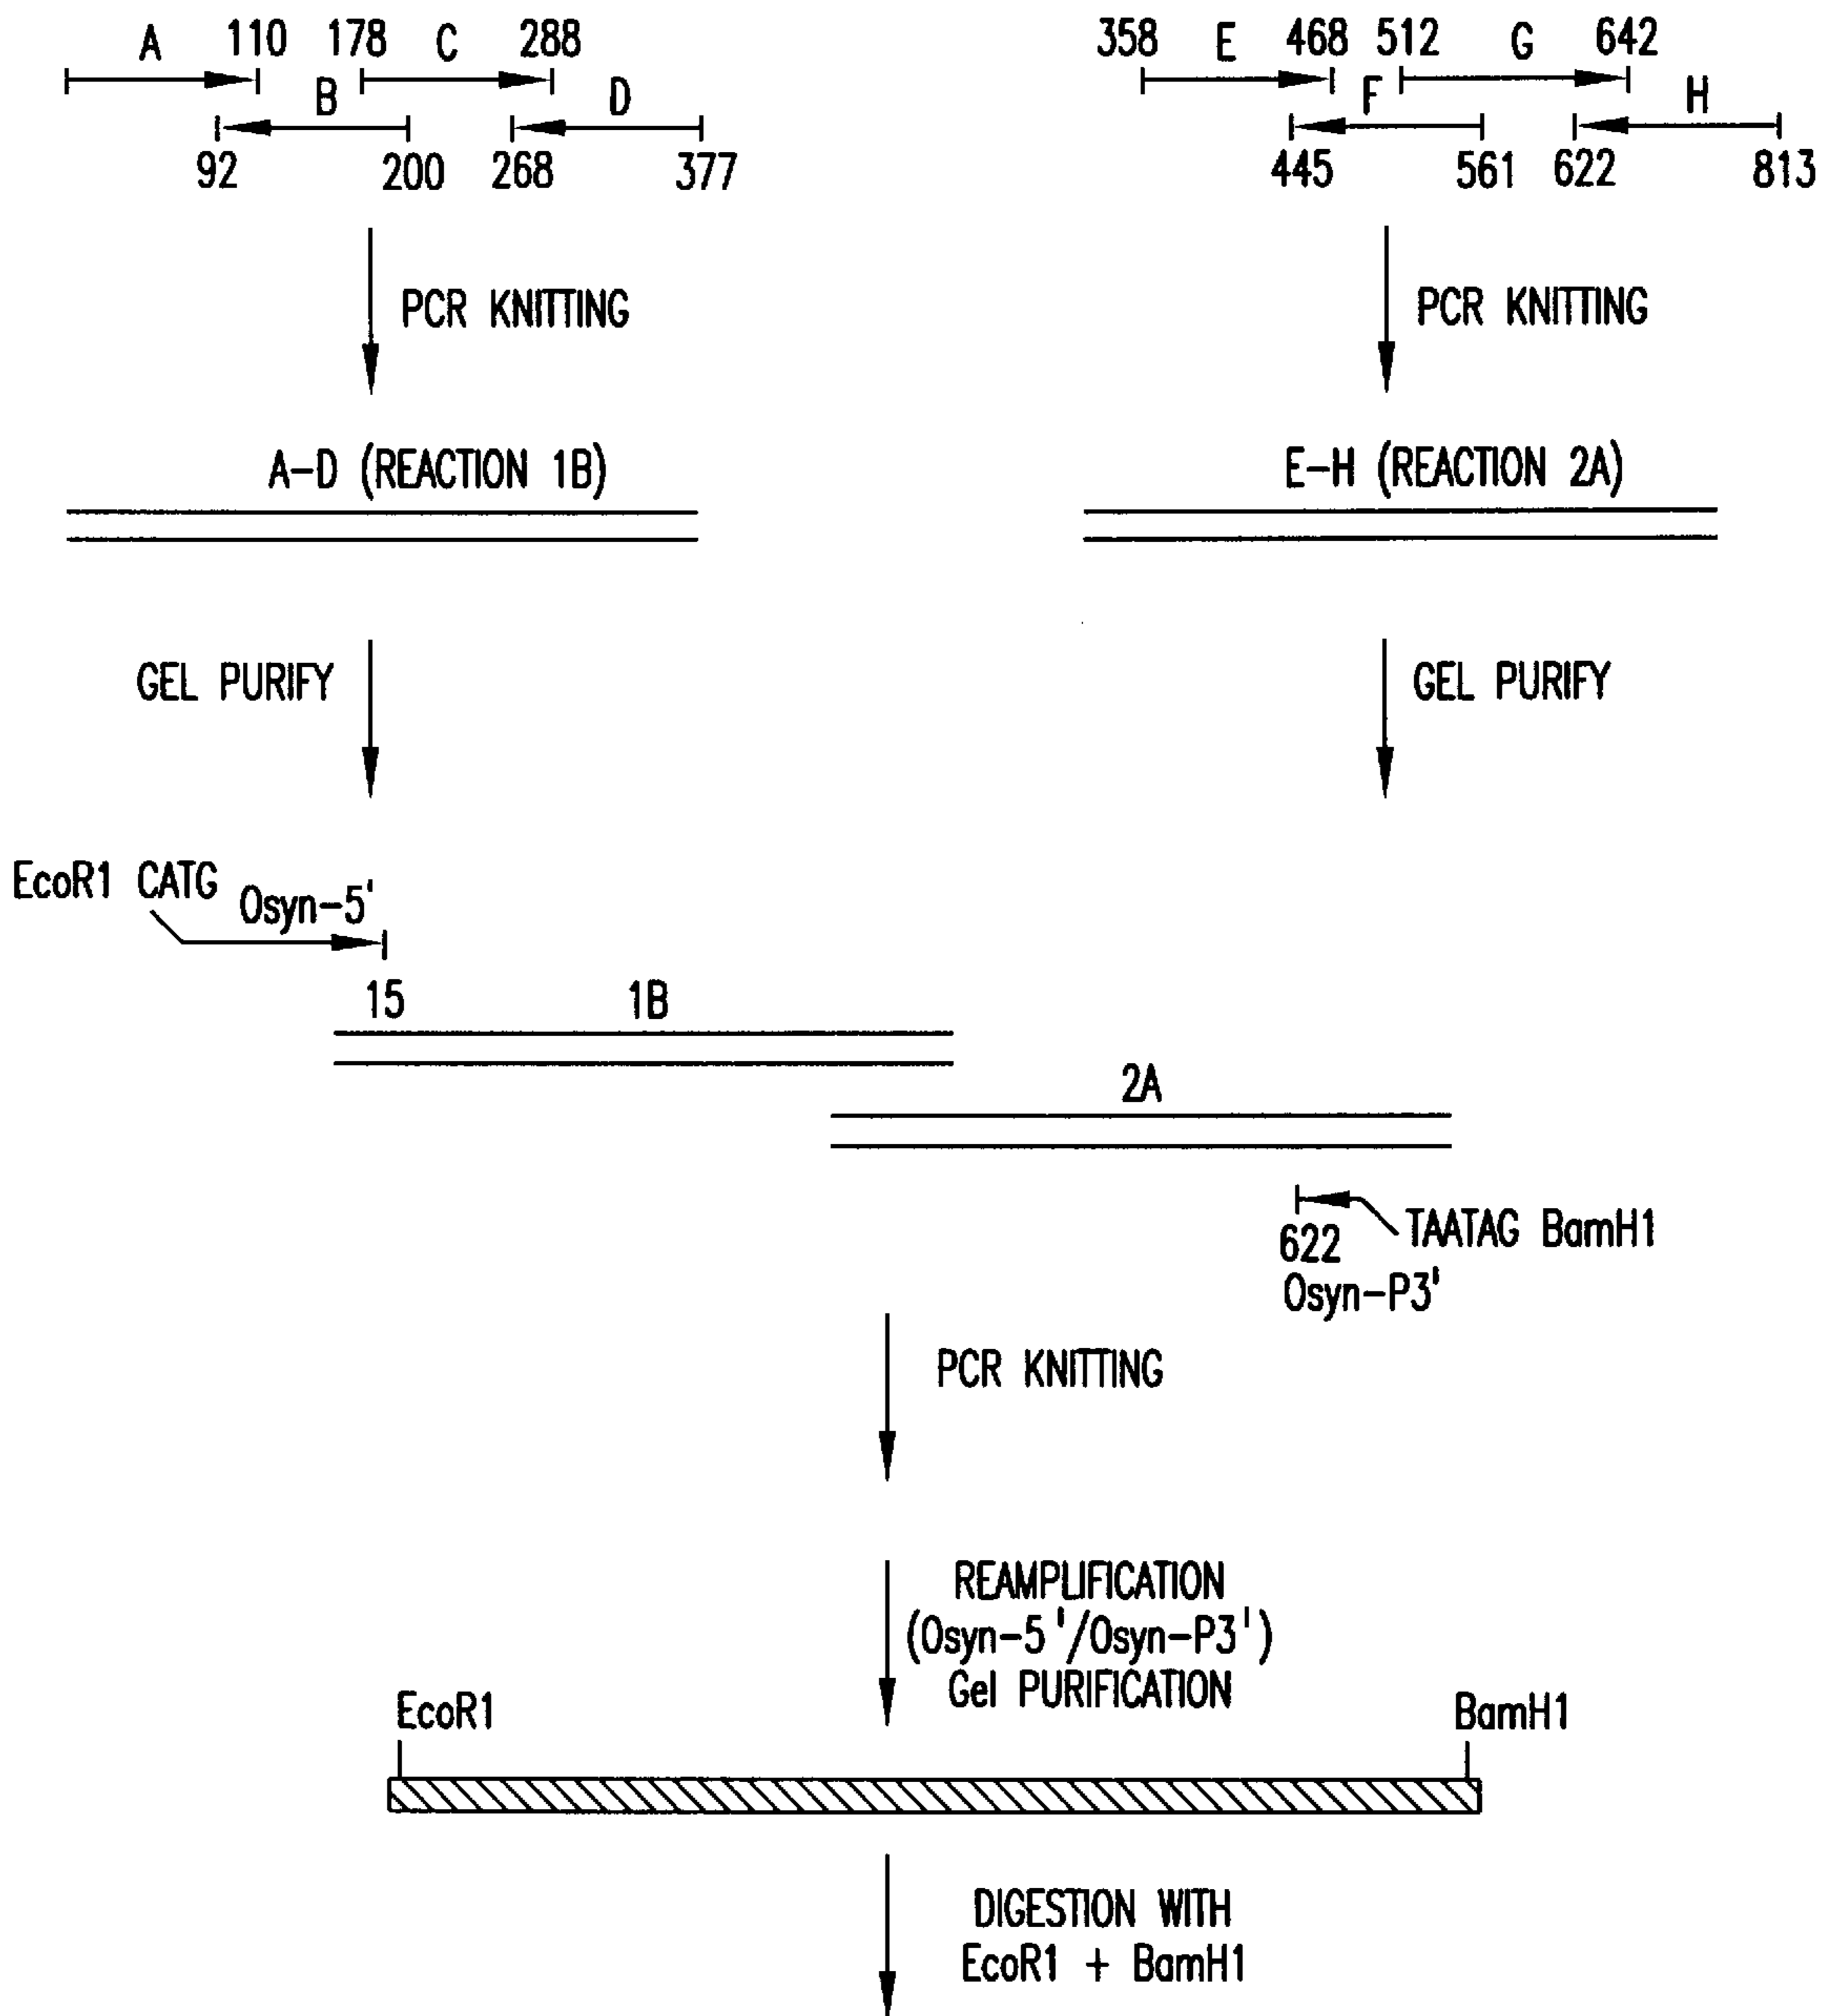 A 110 178 C 288
B D
92 200 268 377
358 E 468 512 G 642
F H
445 561 622 813
PCR KNITTING
PCR KNITTING
A-D (REACTION 1B)
E-H (REACTION 2A)
GEL PURIFY
GEL PURIFY
EcoR1 CATG
Osyn-5'
15
1B
2A
TAATAG BamH1
622
Osyn-P3'
PCR KNITTING
REAMPLIFICATION
(Osyn-5'/Osyn-P3')
Gel PURIFICATION
EcoR1
BamH1
DIGESTION WITH
EcoR1 + BamH1